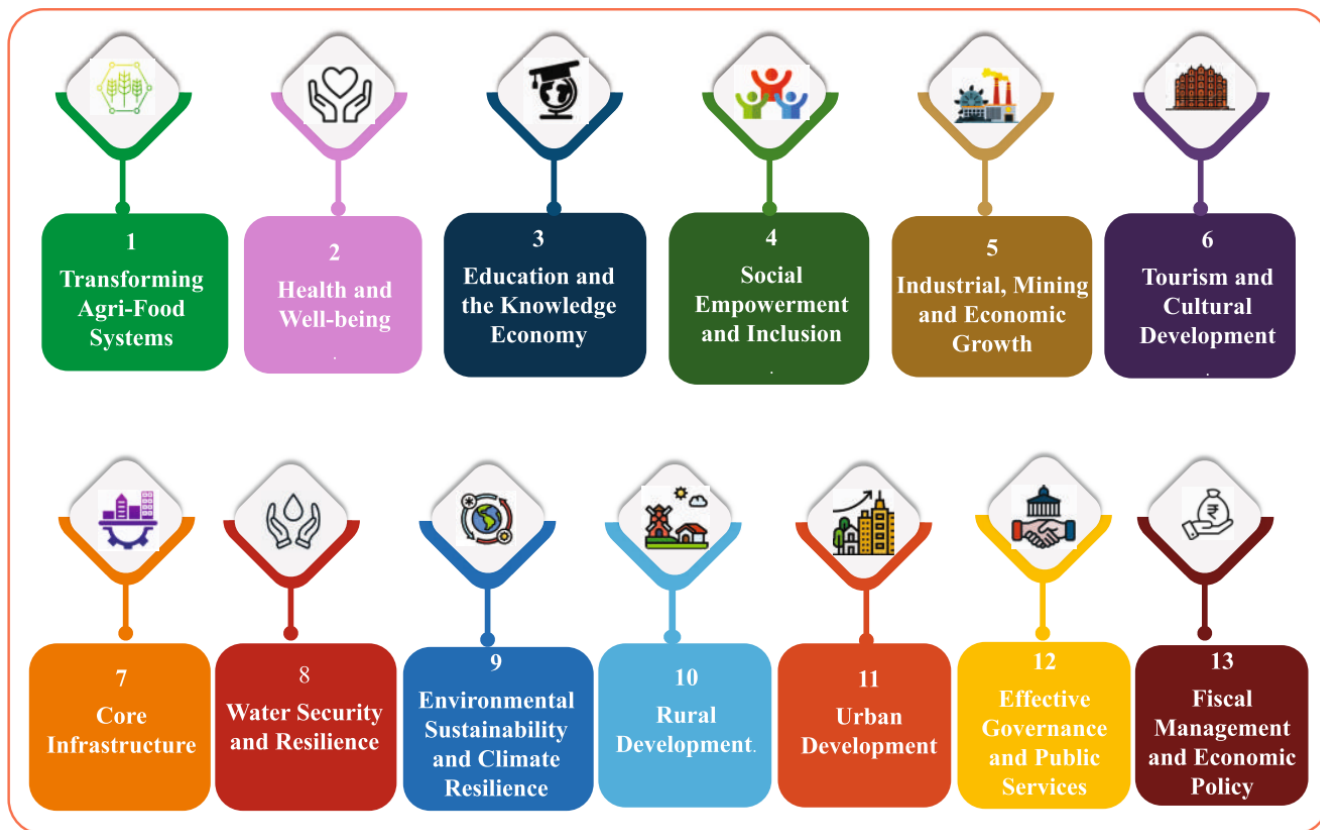 1
Transforming
Agri-Food
Systems
2
Health and
Well-being
.
3
Education and
the Knowledge
Economy
4
Social
Empowerment
and Inclusion
.
5
Industrial, Mining
and Economic
Growth
6
Tourism and
Cultural
Development
.
7
Core
Infrastructure
8
Water Security
and Resilience
9
Environmental
Sustainability
and Climate
Resilience
10
Rural
Development.
11
Urban
Development
12
Effective
Governance
and Public
Services
₹
13
Fiscal
Management
and Economic
Policy